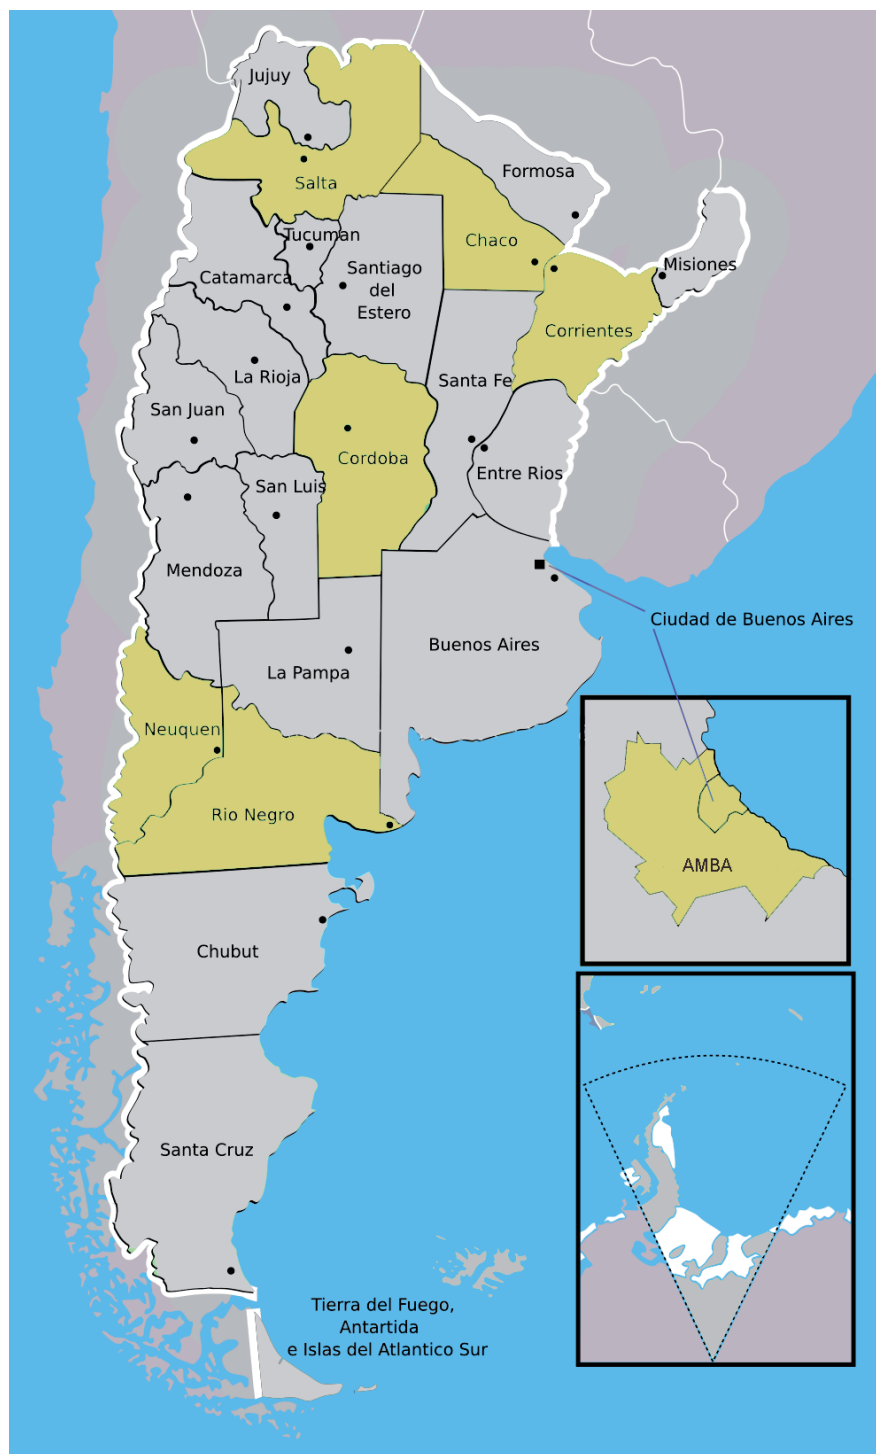 Jujuy
Salta
Formosa
Chaco
Tucuman
Santiago
del
Estero
Catamarca
Misiones
Corrientes
La Rioja
Santa Fe
San Juan
Cordoba
Entre Rios
San Luis
Mendoza
Ciudad de Buenos Aires
Buenos Aires
La Pampa
Neuquen
Rio Negro
AMBA
Chubut
Santa Cruz
Tierra del Fuego,
Antartida
e Islas del Atlantico Sur